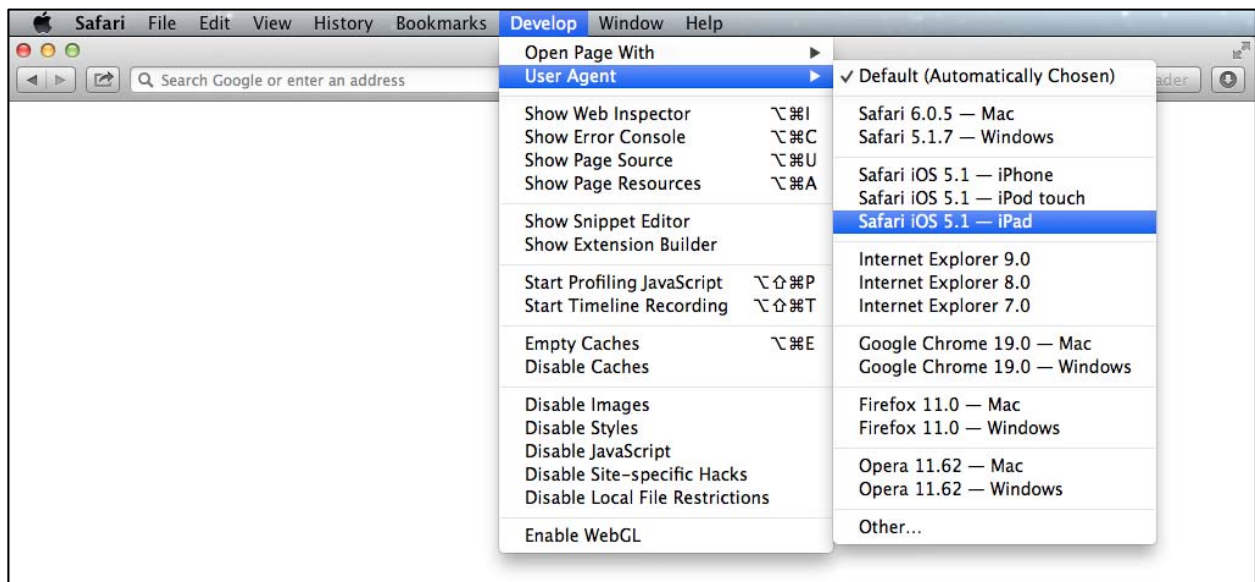 Safari File Edit View History Bookmarks Develop Window Help
Search Google or enter an address
Open Page With
User Agent
Show Web Inspector ⌥⌘I
Show Error Console ⌥⌘C
Show Page Source ⌥⌘U
Show Page Resources ⌥⌘A
Show Snippet Editor
Show Extension Builder
Start Profiling JavaScript ⌥⇧⌘P
Start Timeline Recording ⌥⇧⌘T
Empty Caches ⌥⌘E
Disable Caches
Disable Images
Disable Styles
Disable JavaScript
Disable Site-specific Hacks
Disable Local File Restrictions
Enable WebGL
✓ Default (Automatically Chosen)
Safari 6.0.5 — Mac
Safari 5.1.7 — Windows
Safari iOS 5.1 — iPhone
Safari iOS 5.1 — iPod touch
Safari iOS 5.1 — iPad
Internet Explorer 9.0
Internet Explorer 8.0
Internet Explorer 7.0
Google Chrome 19.0 — Mac
Google Chrome 19.0 — Windows
Firefox 11.0 — Mac
Firefox 11.0 — Windows
Opera 11.62 — Mac
Opera 11.62 — Windows
Other...
ader